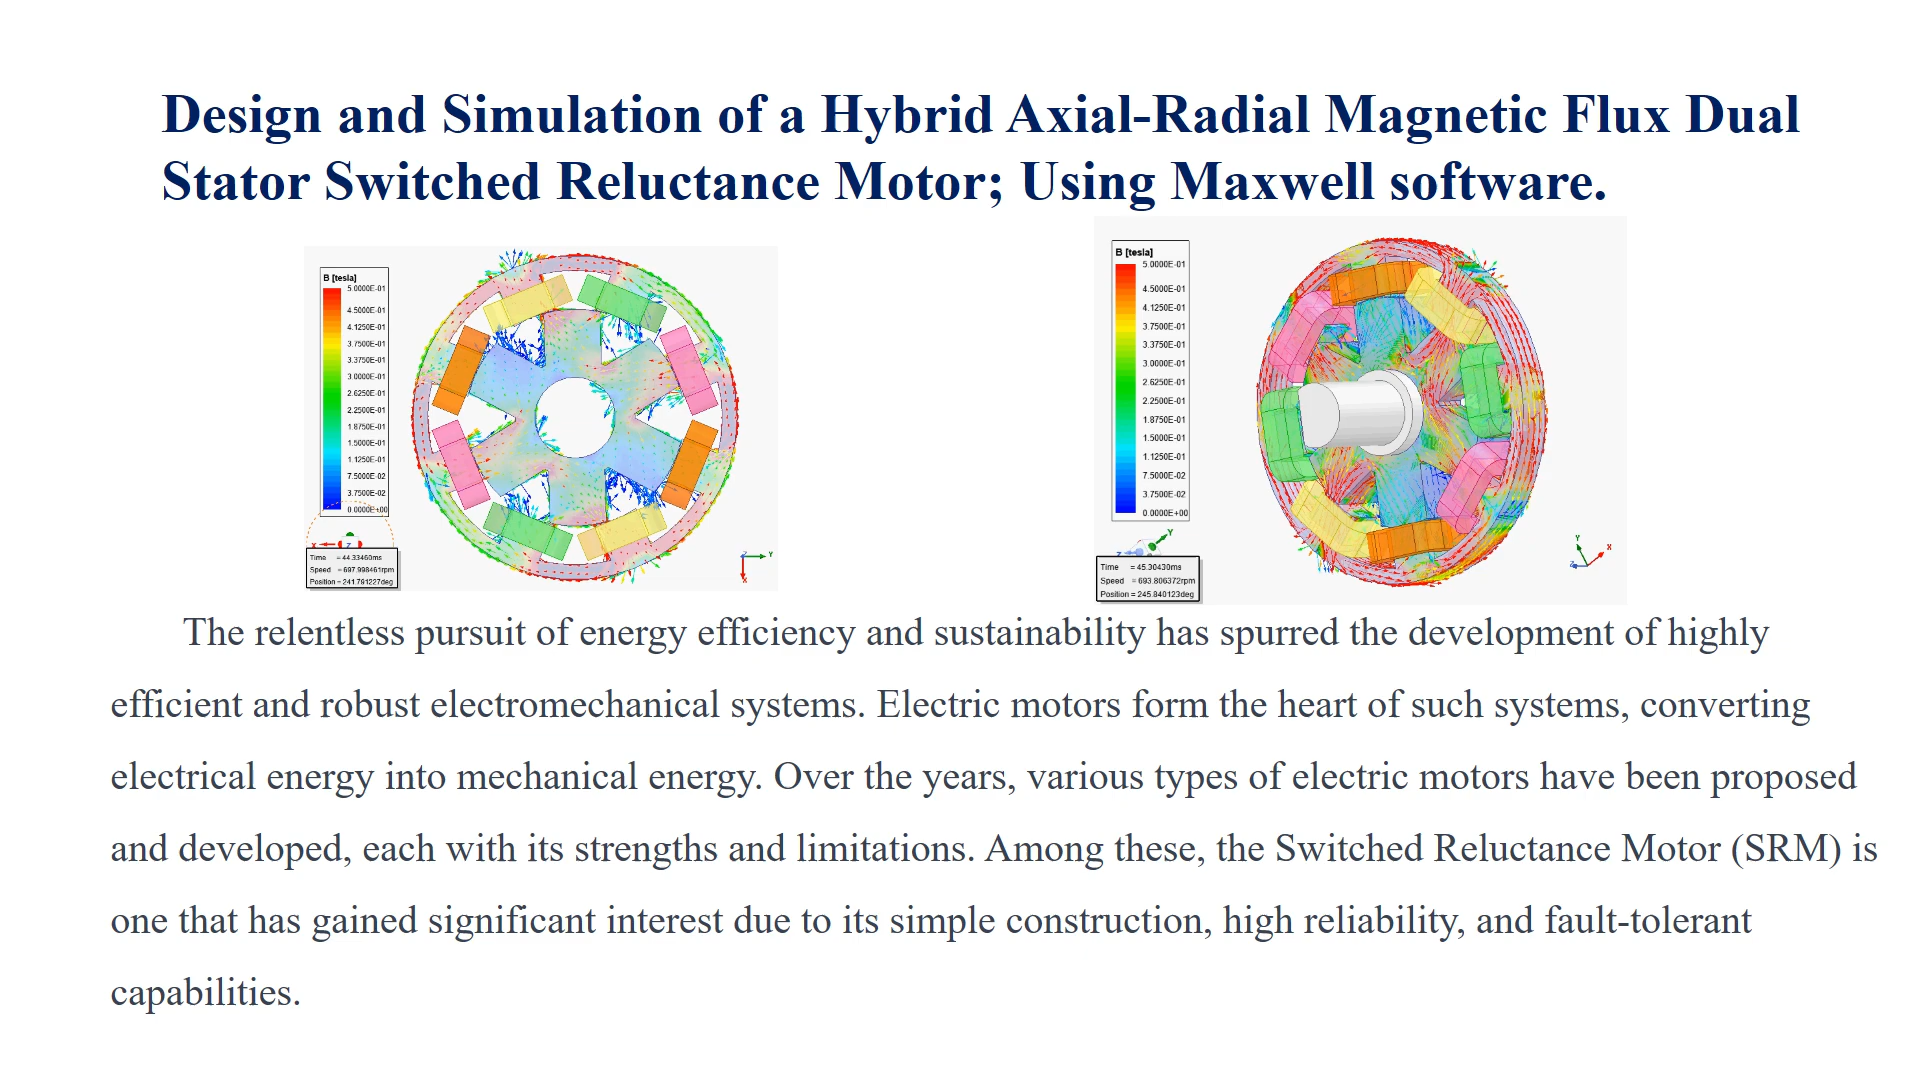 Design and Simulation of a Hybrid Axial-Radial Magnetic Flux Dual
Stator Switched Reluctance Motor; Using Maxwell software.
B [tesla]
5.0000E-01
4.5000E-01
4.1250E-01
3.7500E-01
3.3750E-01
3.0000E-01
2.6250E-01
2.2500E-01
1.8750E-01
1.5000E-01
1.1250E-01
7.5000E-02
3.7500E-02
0.0000E+00
X
Z
Time = 44.33460ms
Speed = 697.998461rpm
Position = 241.791227deg
Z
Y
X
B [tesla]
5.0000E-01
4.5000E-01
4.1250E-01
3.7500E-01
3.3750E-01
3.0000E-01
2.6250E-01
2.2500E-01
1.8750E-01
1.5000E-01
1.1250E-01
7.5000E-02
3.7500E-02
0.0000E+00
Y
Z
Time = 45.30430ms
Speed = 693.806372rpm
Position = 245.840123deg
Y
X
Z
The relentless pursuit of energy efficiency and sustainability has spurred the development of highly
efficient and robust electromechanical systems. Electric motors form the heart of such systems, converting
electrical energy into mechanical energy. Over the years, various types of electric motors have been proposed
and developed, each with its strengths and limitations. Among these, the Switched Reluctance Motor (SRM) is
one that has gained significant interest due to its simple construction, high reliability, and fault-tolerant
capabilities.